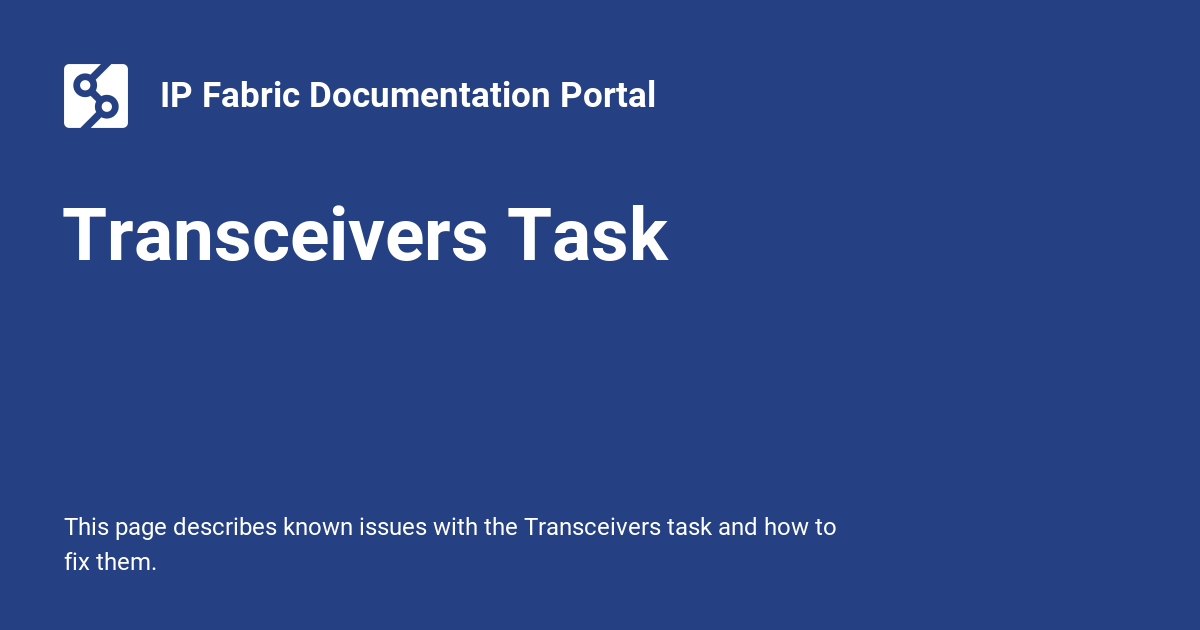 IP Fabric Documentation Portal
Transceivers Task
This page describes known issues with the Transceivers task and how to
fix them.